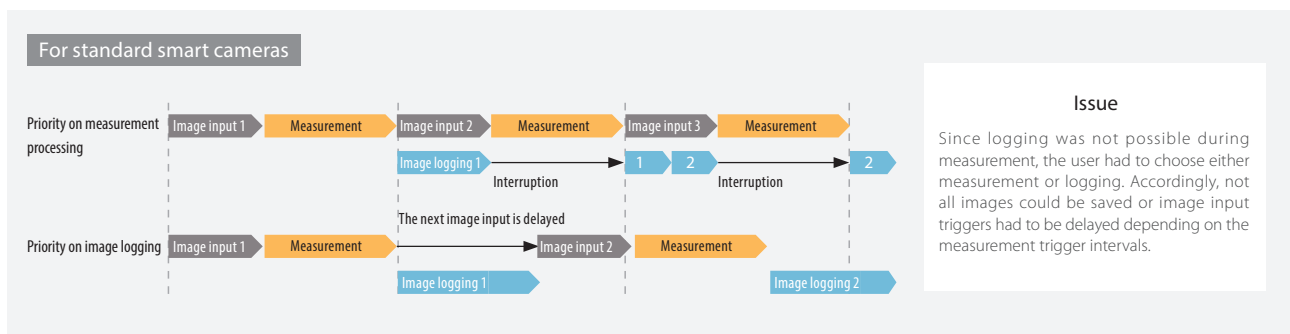 For standard smart cameras
Priority on measurement
processing
Image input 1
Measurement
Image input 2
Measurement
Image input 3
Measurement
Image logging 1
Interruption
1
2
Interruption
2
The next image input is delayed
Priority on image logging
Image input 1
Measurement
Image input 2
Measurement
Image logging 1
Image logging 2
Issue
Since logging was not possible during
measurement, the user had to choose either
measurement or logging. Accordingly, not
all images could be saved or image input
triggers had to be delayed depending on the
measurement trigger intervals.